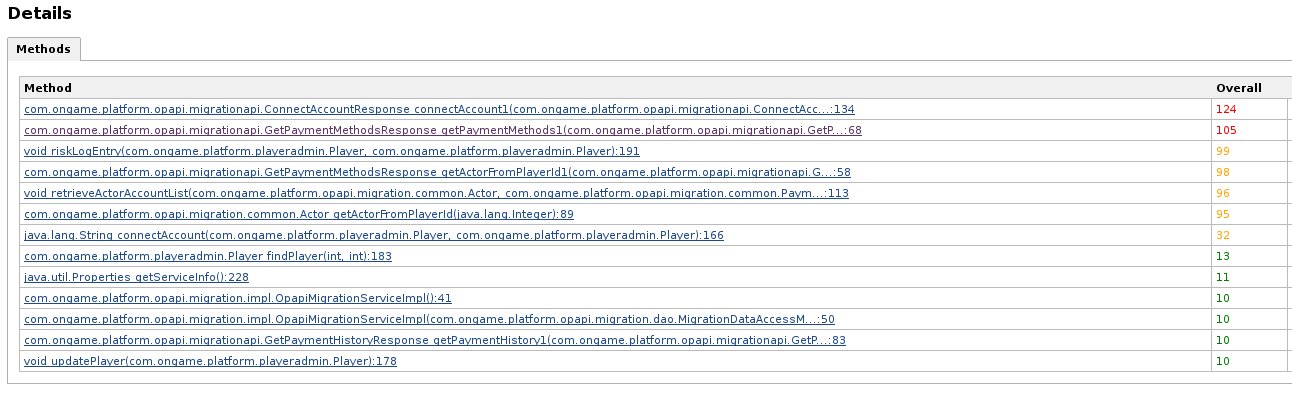 Details
Methods
Method Overall
com.ongame.platform.opapi.migrationapi.ConnectAccountResponse connectAccount1(com.ongame.platform.opapi.migrationapi.ConnectAcc...:134 124
com.ongame.platform.opapi.migrationapi.GetPaymentMethodsResponse getPaymentMethods1(com.ongame.platform.opapi.migrationapi.GetP...:68 105
void riskLogEntry(com.ongame.platform.playeradmin.Player, com.ongame.platform.playeradmin.Player):191 99
com.ongame.platform.opapi.migrationapi.GetPaymentMethodsResponse getActorFromPlayerId1(com.ongame.platform.opapi.migrationapi.G...:58 98
void retrieveActorAccountList(com.ongame.platform.opapi.migration.common.Actor, com.ongame.platform.opapi.migration.common.Paym...:113 96
com.ongame.platform.opapi.migration.common.Actor getActorFromPlayerId(java.lang.Integer):89 95
java.lang.String connectAccount(com.ongame.platform.playeradmin.Player, com.ongame.platform.playeradmin.Player):166 32
com.ongame.platform.playeradmin.Player findPlayer(int, int):183 13
java.util.Properties getServiceInfo():228 11
com.ongame.platform.opapi.migration.impl.OpapiMigrationServiceImpl():41 10
com.ongame.platform.opapi.migration.impl.OpapiMigrationServiceImpl(com.ongame.platform.opapi.migration.dao.MigrationDataAccessM...:50 10
com.ongame.platform.opapi.migrationapi.GetPaymentHistoryResponse getPaymentHistory1(com.ongame.platform.opapi.migrationapi.GetP...:83 10
void updatePlayer(com.ongame.platform.playeradmin.Player):178 10